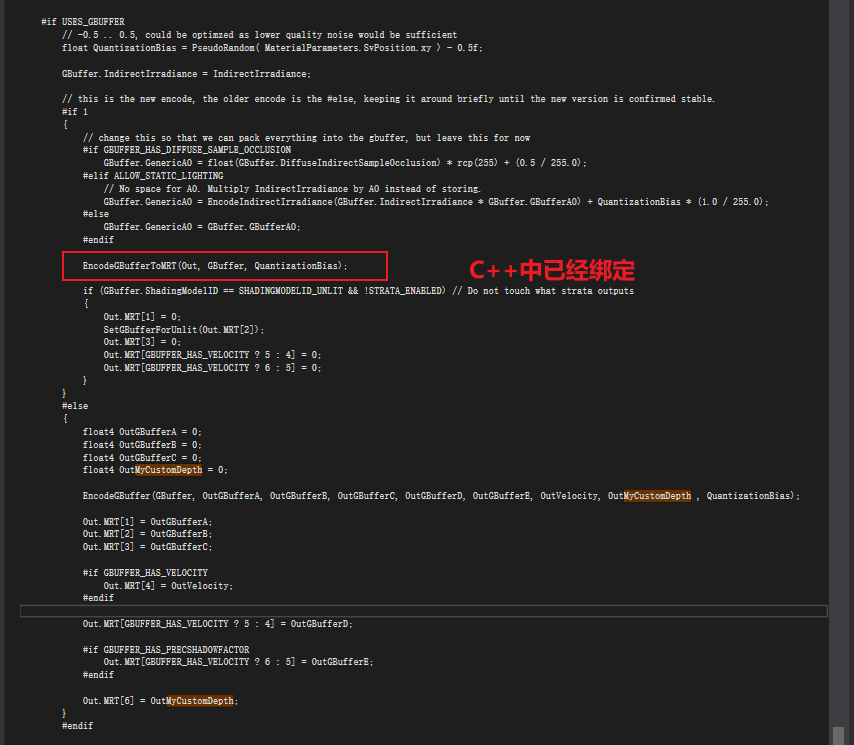 #if USES_GBUFFER
// -0.5 .. 0.5, could be optimzed as lower quality noise would be sufficient
float QuantizationBias = PseudoRandom( MaterialParameters.SvPosition.xy ) - 0.5f;
GBuffer.IndirectIrradiance = IndirectIrradiance;
// this is the new encode, the older encode is the #else, keeping it around briefly until the new version is confirmed stable.
#if 1
{
// change this so that we can pack everything into the gbuffer, but leave this for now
#if GBUFFER_HAS_DIFFUSE_SAMPLE_OCCLUSION
GBuffer.GenericAO = float(GBuffer.DiffuseIndirectSampleOcclusion) * rcp(255) + (0.5 / 255.0);
#elif ALLOW_STATIC_LIGHTING
// No space for AO. Multiply IndirectIrradiance by AO instead of storing.
GBuffer.GenericAO = EncodeIndirectIrradiance(GBuffer.IndirectIrradiance * GBuffer.GBufferAO) + QuantizationBias * (1.0 / 255.0);
#else
GBuffer.GenericAO = GBuffer.GBufferAO;
#endif
EncodeGBufferToMRT(Out, GBuffer, QuantizationBias);
C++中已经绑定
if (GBuffer.ShadingModelID == SHADINGMODELID_UNLIT && !STRATA_ENABLED) // Do not touch what strata outputs
{
Out.MRT[1] = 0;
SetGBufferForUnlit(Out.MRT[2]);
Out.MRT[3] = 0;
Out.MRT[GBUFFER_HAS_VELOCITY ? 5 : 4] = 0;
Out.MRT[GBUFFER_HAS_VELOCITY ? 6 : 5] = 0;
}
}
#else
{
float4 OutGBufferA = 0;
float4 OutGBufferB = 0;
float4 OutGBufferC = 0;
float4 OutMyCustomDepth = 0;
EncodeGBuffer(GBuffer, OutGBufferA, OutGBufferB, OutGBufferC, OutGBufferD, OutGBufferE, OutVelocity, OutMyCustomDepth , QuantizationBias);
Out.MRT[1] = OutGBufferA;
Out.MRT[2] = OutGBufferB;
Out.MRT[3] = OutGBufferC;
#if GBUFFER_HAS_VELOCITY
Out.MRT[4] = OutVelocity;
#endif
Out.MRT[GBUFFER_HAS_VELOCITY ? 5 : 4] = OutGBufferD;
#if GBUFFER_HAS_PRECSHADOWFACTOR
Out.MRT[GBUFFER_HAS_VELOCITY ? 6 : 5] = OutGBufferE;
#endif
Out.MRT[6] = OutMyCustomDepth;
}
#endif